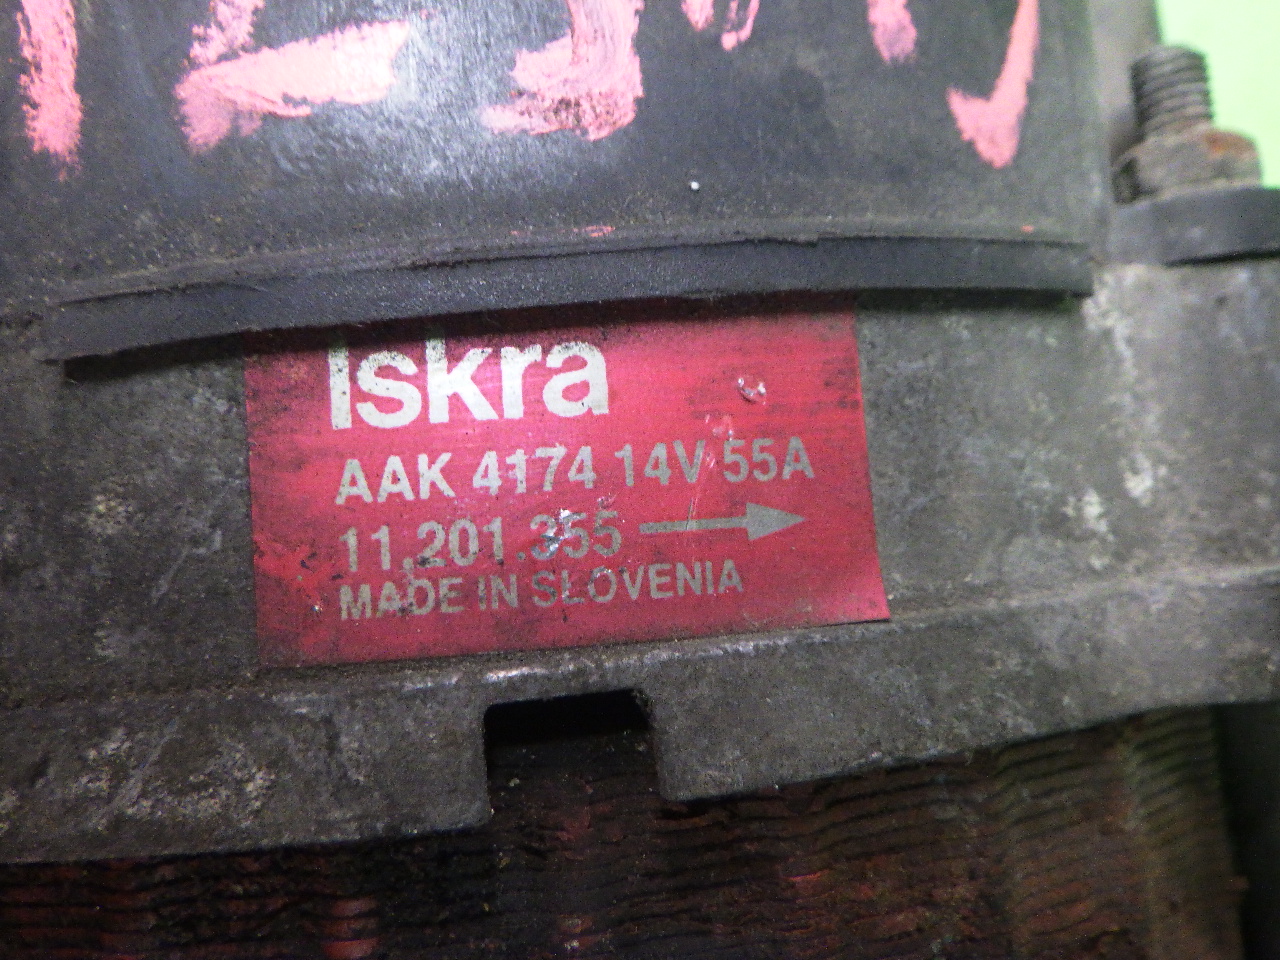 Iskra
AAK 4174 14V 55A
11.201.355
MADE IN SLOVENIA